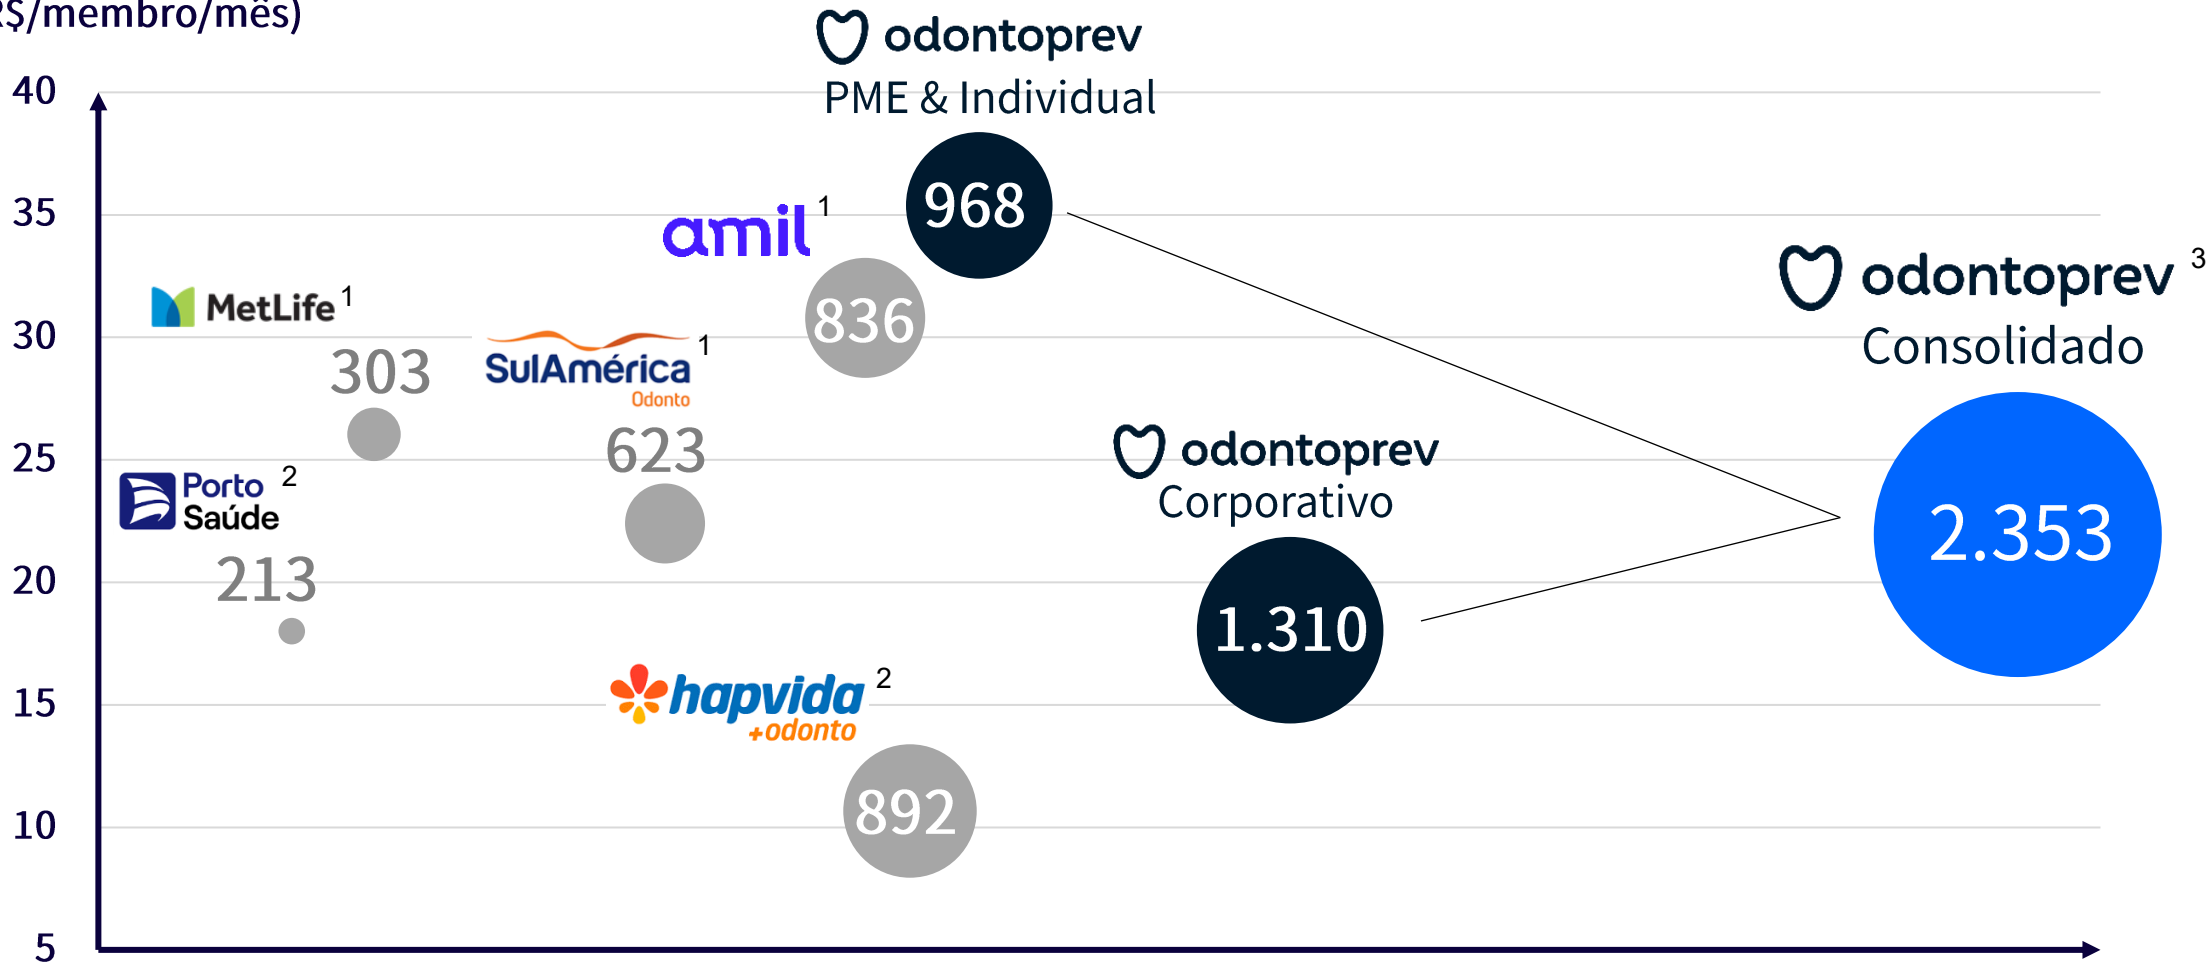 R$/membro/mês)
odontoprev
PME & Individual
40
968
35
amil 1
odontoprev 3
Consolidado
MetLife 1
836
30
303
SulAmérica 1
Odonto
623
25
odontoprev
Corporativo
Porto
Saúde 2
2.353
213
20
1.310
hapvida 2
+odonto
15
892
10
5